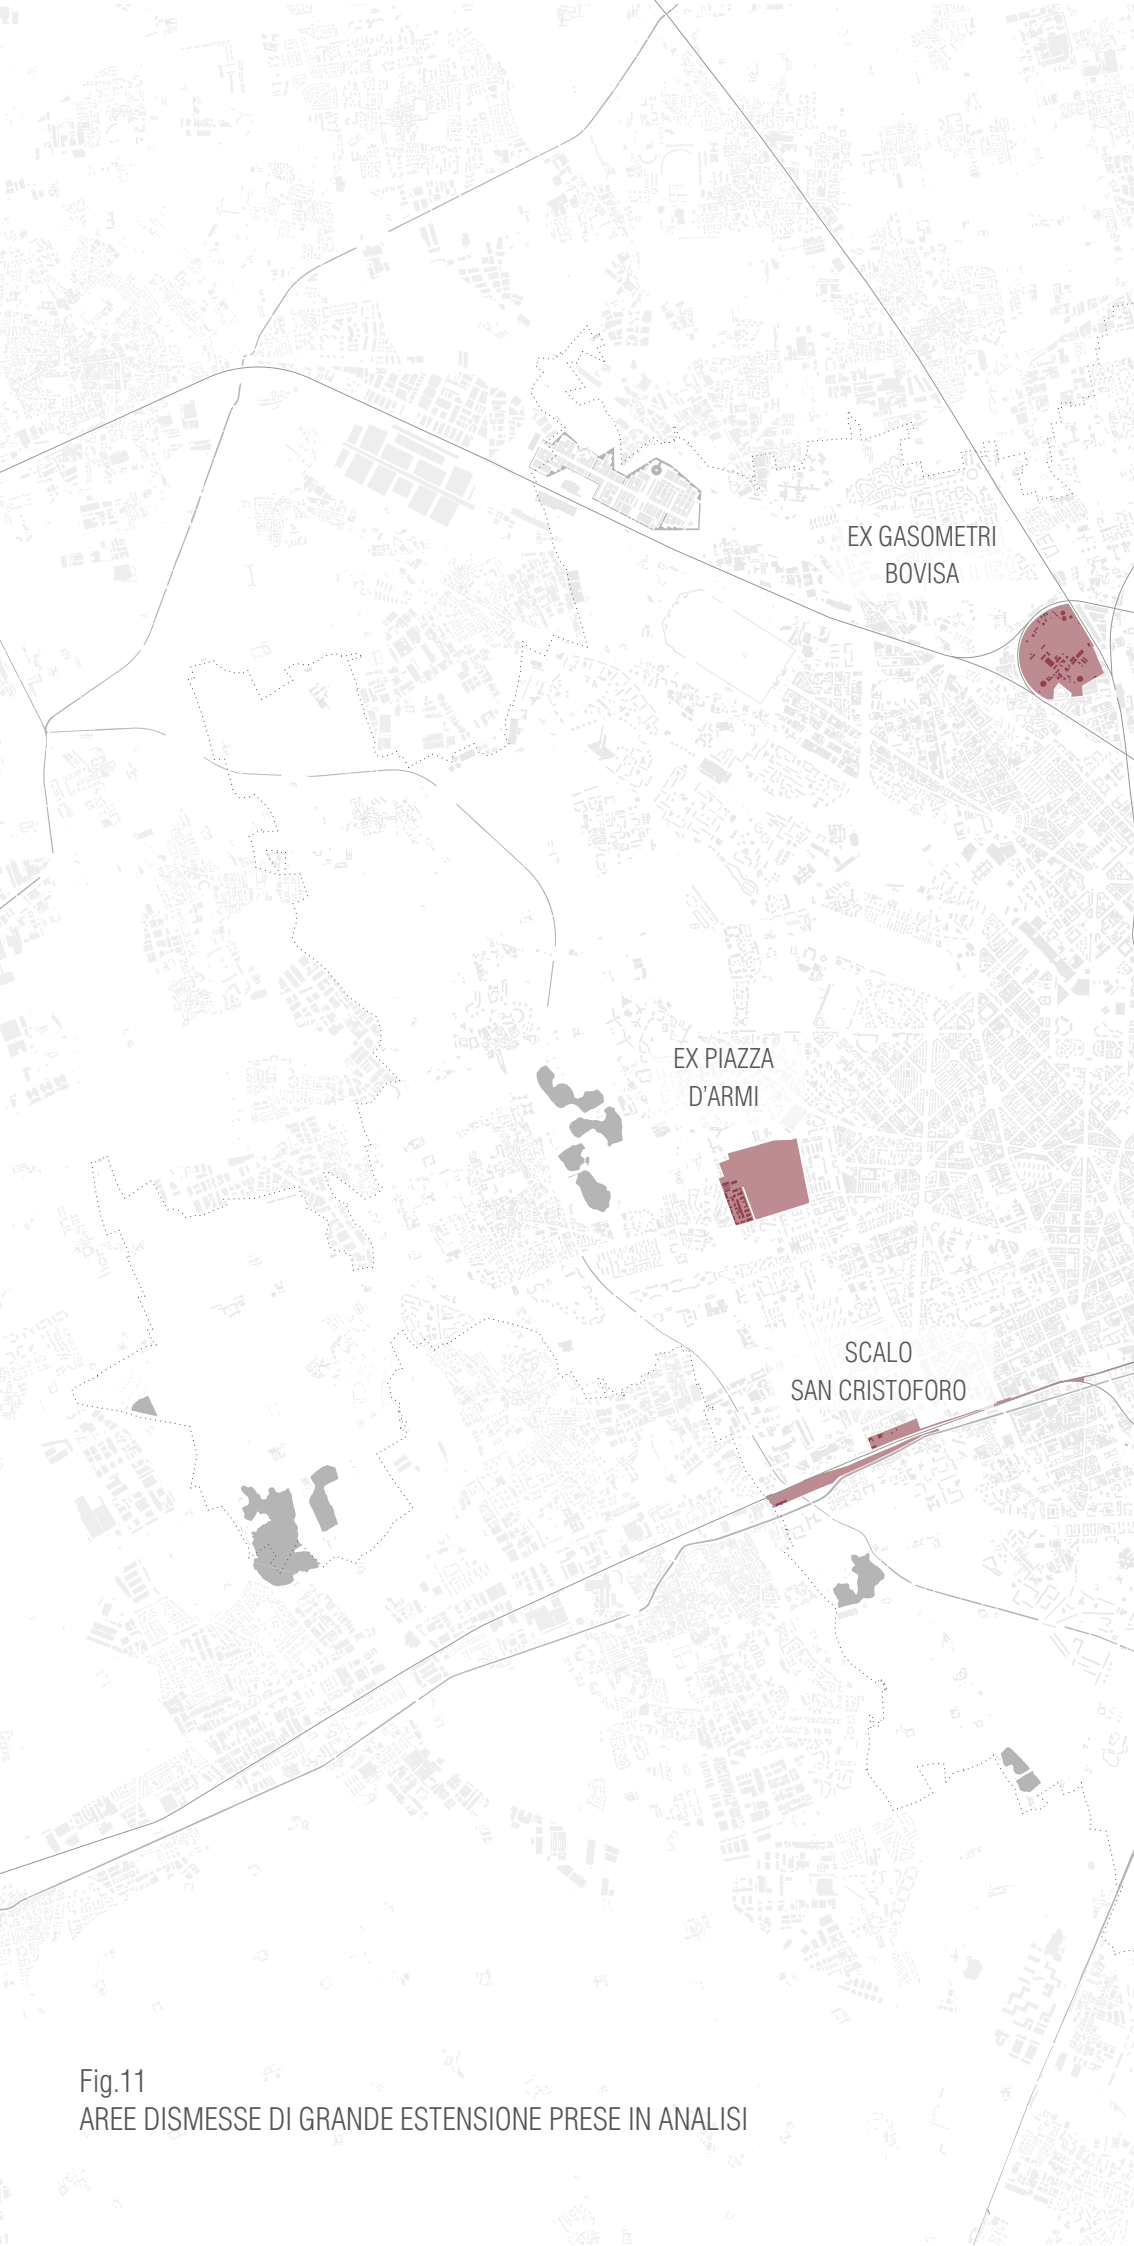 EX GASOMETRI
BOVISA
EX PIAZZA
D'ARMI
SCALO
SAN CRISTOFORO
Fig.11
AREE DISMESSE DI GRANDE ESTENSIONE PRESE IN ANALISI